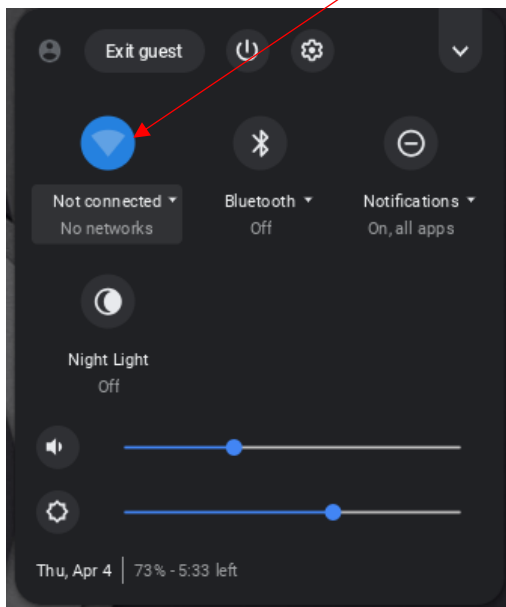 Exit guest
Not connected Bluetooth Notifications
No networks Off On, all apps
Night Light
Off
Thu, Apr 4 73% - 5:33 left